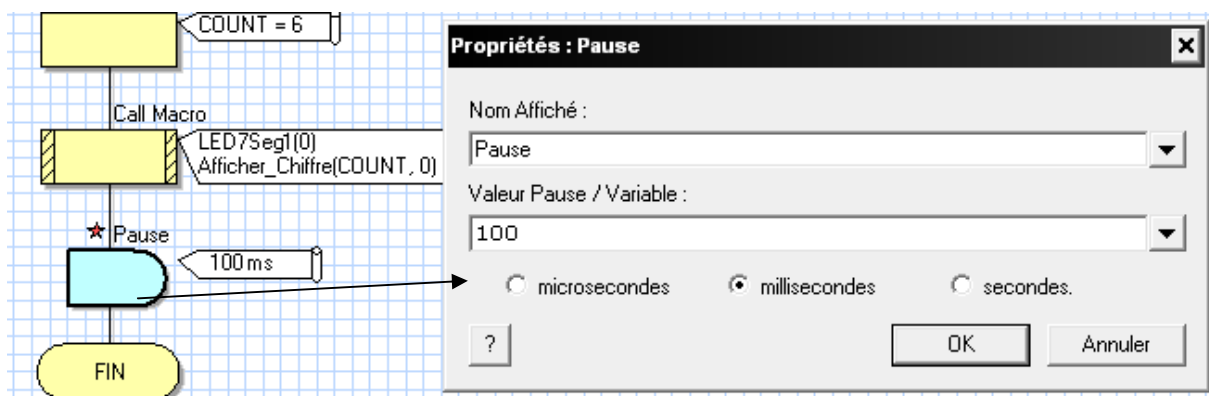 COUNT = 6
Call Macro
LED7Seg1(0)
Afficher_Chiffre(COUNT, 0)
Pause
100 ms
FIN
Propriétés : Pause
Nom Affiché :
Pause
Valeur Pause / Variable :
100
microsecondes millisecondes secondes.
? OK Annuler